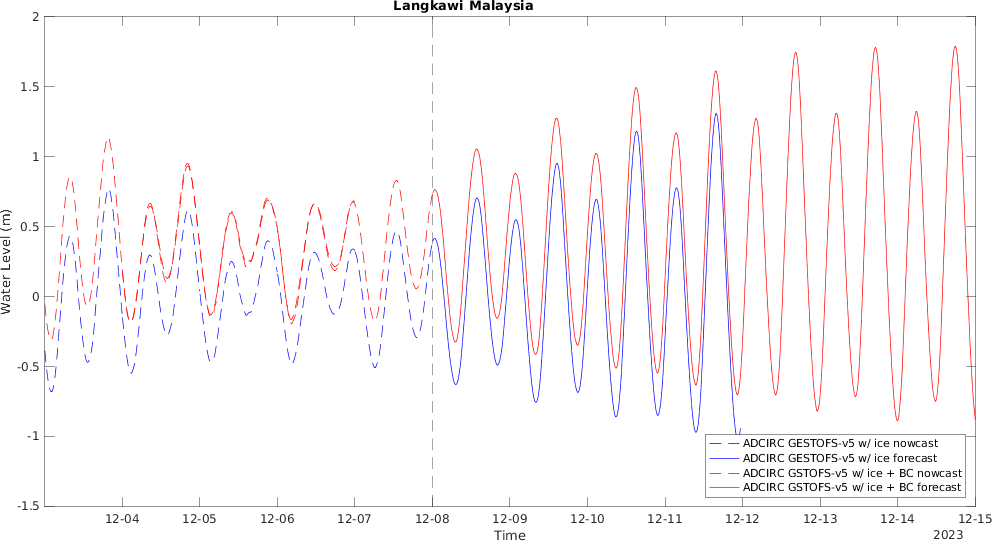 Langkawi Malaysia
Water Level (m)
2
1.5
1
0.5
0
-0.5
-1
-1.5
12-04 12-05 12-06 12-07 12-08 12-09 12-10 12-11 12-12 12-13 12-14 12-15
Time
2023
ADCIRC GESTOFS-v5 w/ ice nowcast
ADCIRC GESTOFS-v5 w/ ice forecast
ADCIRC GSTOFS-v5 w/ ice + BC nowcast
ADCIRC GSTOFS-v5 w/ ice + BC forecast